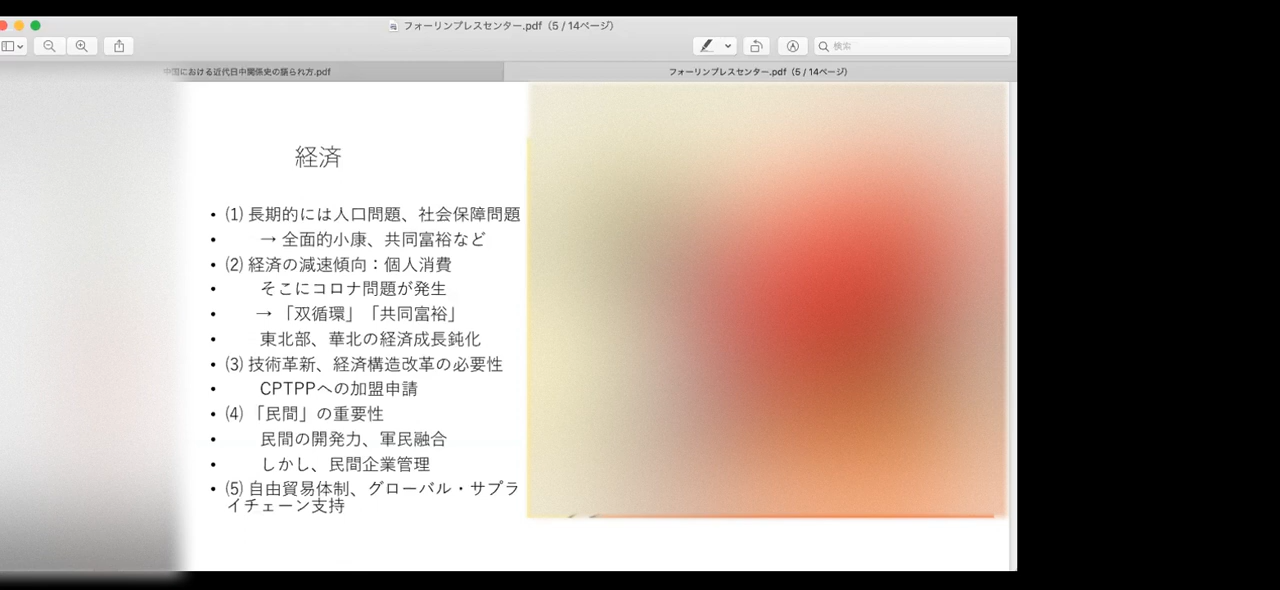 フォーリンプレスセンター.pdf（5 / 14ページ）
検索
中国における近代日中関係史の語られ方.pdf
フォーリンプレスセンター.pdf（5 / 14ページ）
経済
• (1) 長期的には人口問題、社会保障問題
• → 全面的小康、共同富裕など
• (2) 経済の減速傾向：個人消費
• そこにコロナ問題が発生
• → 「双循環」「共同富裕」
• 東北部、華北の経済成長鈍化
• (3) 技術革新、経済構造改革の必要性
• CPTPPへの加盟申請
• (4) 「民間」の重要性
• 民間の開発力、軍民融合
• しかし、民間企業管理
• (5) 自由貿易体制、グローバル・サプラ
イチェーン支持